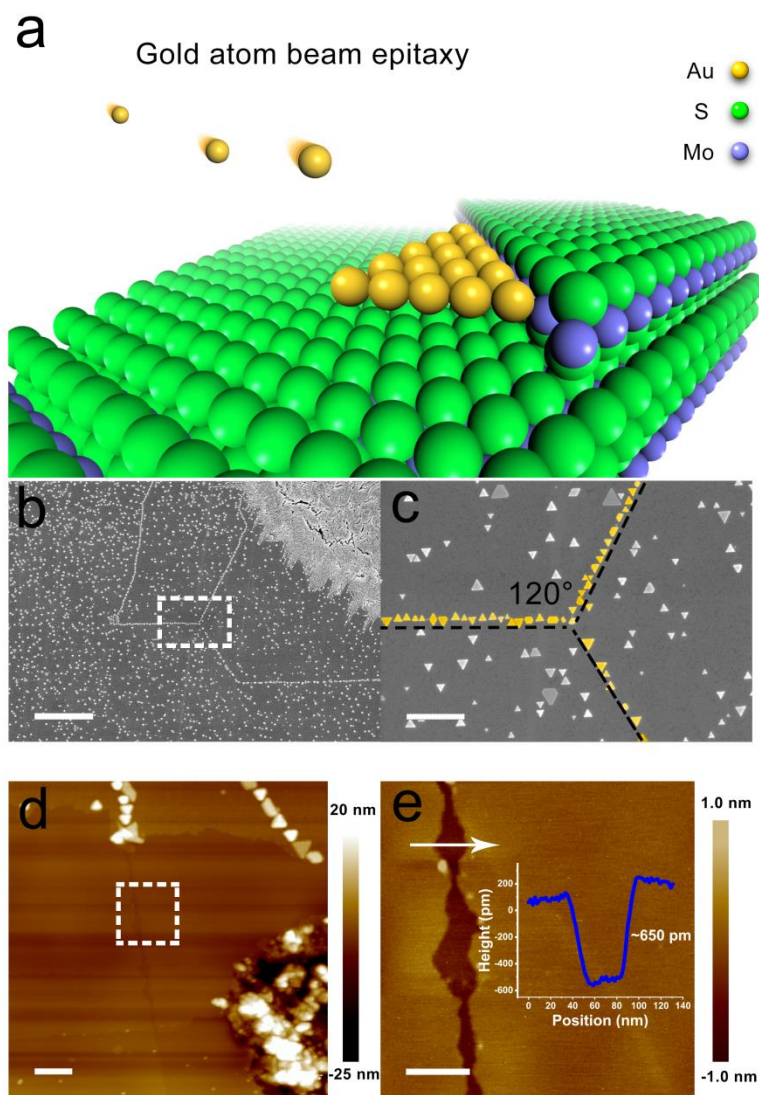 a
Gold atom beam epitaxy
Au
S
Mo
b
c
120°
d
20 nm
-25 nm
e
1.0 nm
-1.0 nm
200
0
-200
-400
-600
Height (pm)
~650 pm
0 20 40 60 80 100 120 140
Position (nm)